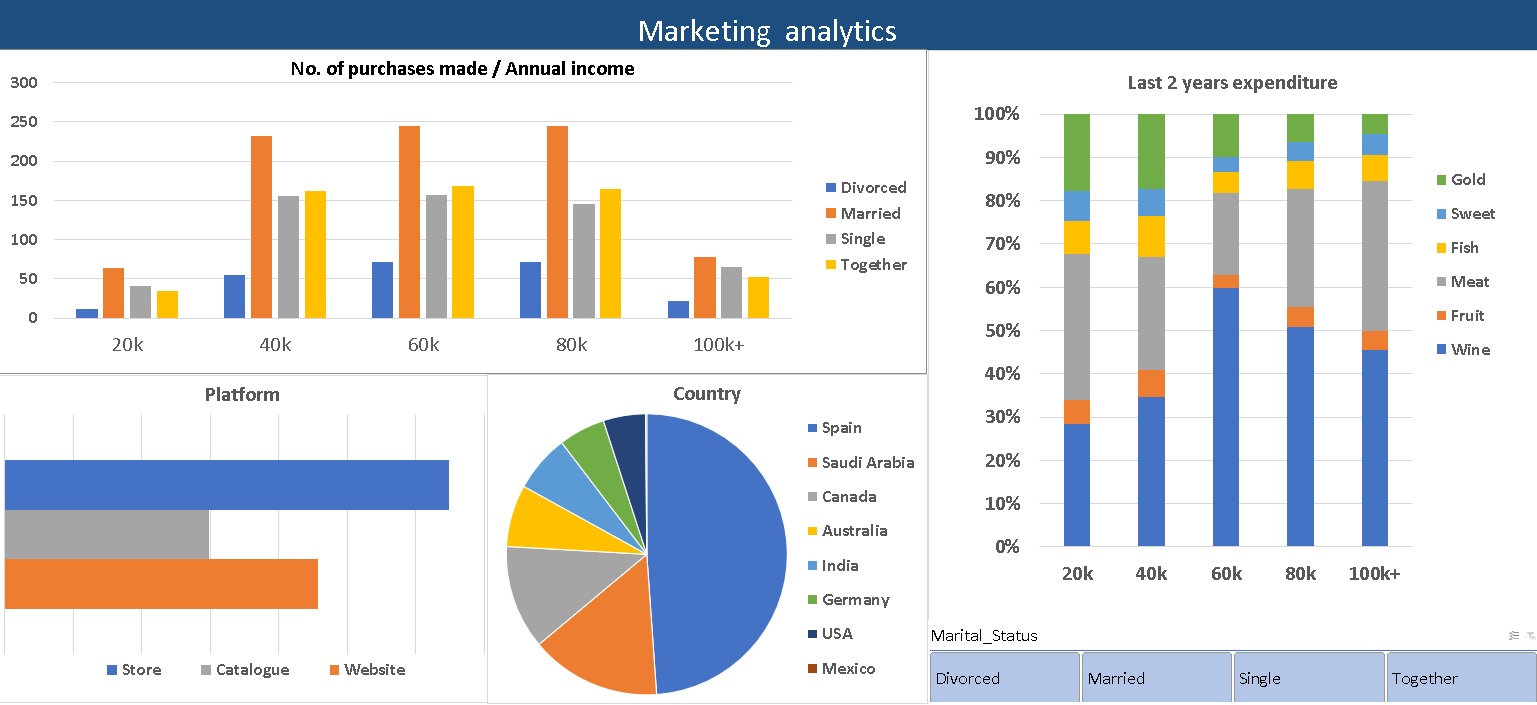 Marketing analytics
No. of purchases made / Annual income
300
250
200
150
100
50
0
20k 40k 60k 80k 100k+
Divorced
Married
Single
Together
Last 2 years expenditure
100%
90%
80%
70%
60%
50%
40%
30%
20%
10%
0%
20k 40k 60k 80k 100k+
Gold
Sweet
Fish
Meat
Fruit
Wine
Platform
Store Catalogue Website
Country
Spain
Saudi Arabia
Canada
Australia
India
Germany
USA
Mexico
Marital_Status
Divorced Married Single Together